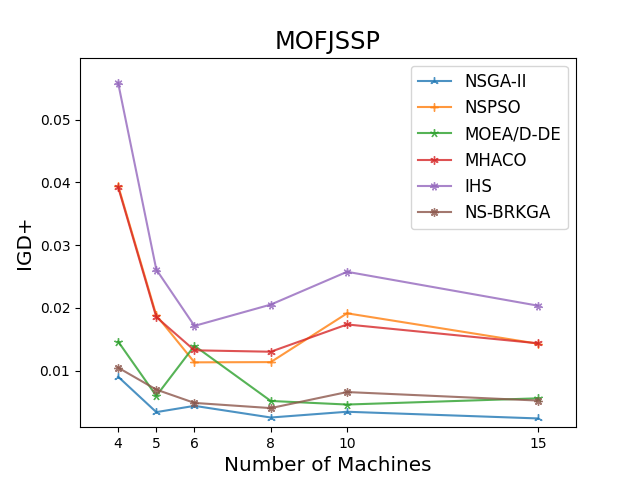 MOFJSSP
IGD+
0.05
0.04
0.03
0.02
0.01
NSGA-II
NSPSO
MOEA/D-DE
MHACO
IHS
NS-BRKGA
4 5 6 8 10 15
Number of Machines